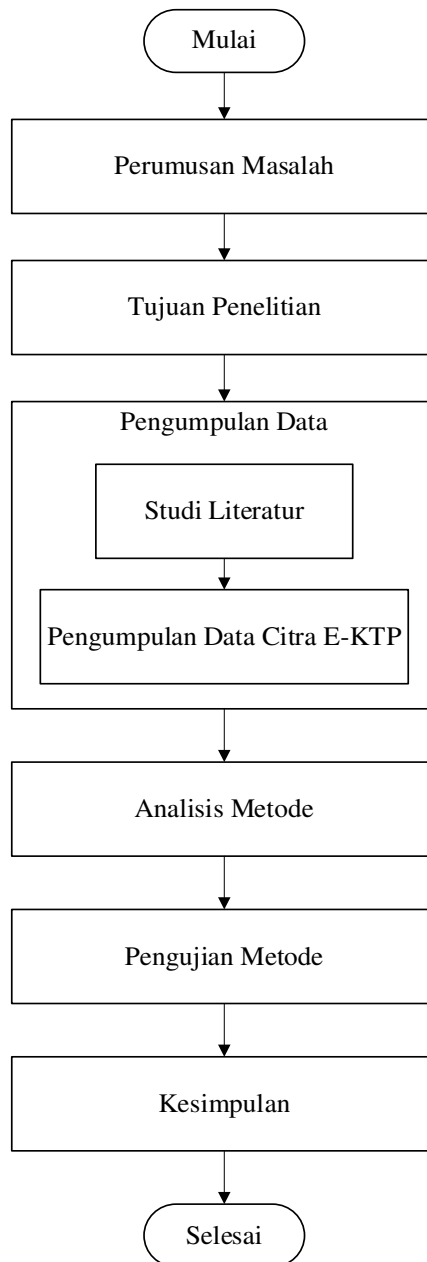 Mulai
Perumusan Masalah
Tujuan Penelitian
Pengumpulan Data
Studi Literatur
Pengumpulan Data Citra E-KTP
Analisis Metode
Pengujian Metode
Kesimpulan
Selesai